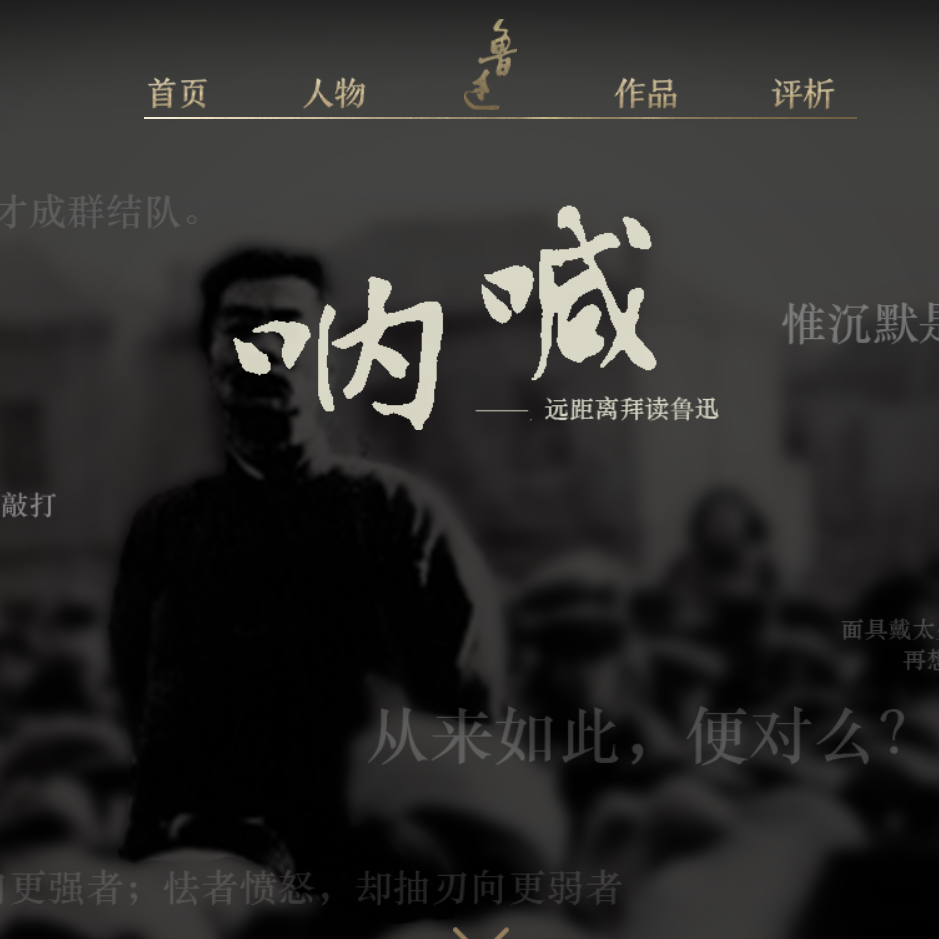 首页 人物 鲁迅 作品 评析
才成群结队。
呐喊
惟沉默是
—— 远距离拜读鲁迅
敲打
面具戴太
再想
从来如此，便对么？
向更强者；怯者愤怒，却抽刃向更弱者